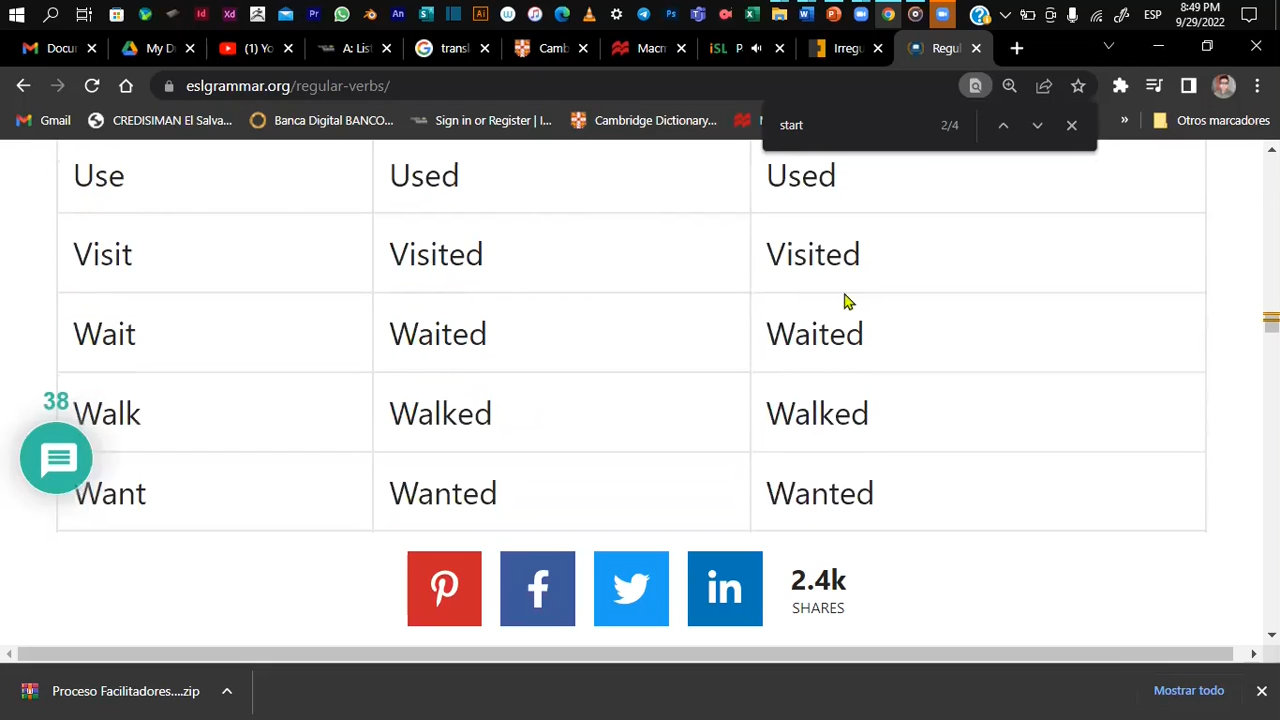 8:49 PM
ESP
9/29/2022
Docun
My D
(1) Yo
A: List
transl
Camb
Macm
P
Irregu
Regul
eslgrammar.org/regular-verbs/
Gmail
CREDISIMAN El Salva...
Banca Digital BANCO...
Sign in or Register | I...
Cambridge Dictionary...
Otros marcadores
start 2/4
Use Used Used
Visit Visited Visited
Wait Waited Waited
38
Walk Walked Walked
Want Wanted Wanted
2.4k
SHARES
Proceso Facilitadores....zip
Mostrar todo